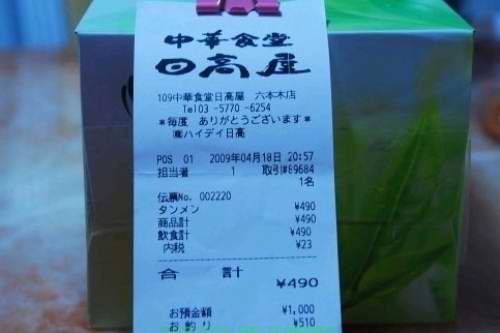 中華食堂
日高屋
109中華食堂日高屋 六本木店
Tel03 -5770 -6254
＊毎度 ありがとうございます＊
㈱ハイデイ日高
POS 01 2009年04月18日 20:57
担当者 1 取引#89684
1名
伝票No. 002220
タンメン ¥490
商品計 ¥490
飲食計 ¥490
内税 ¥23
合 計 ¥490
お預金額 ¥1,000
お釣り ¥510